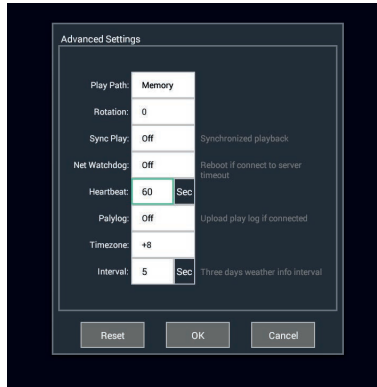 Advanced Settings
Play Path: Memory
Rotation: 0
Sync Play: Off Synchronized playback
Net Watchdog: Off Reboot if connect to server
timeout
Heartbeat: 60 Sec
Palylog: Off Upload play log if connected
Timezone: +8
Interval: 5 Sec Three days weather info interval
Reset OK Cancel